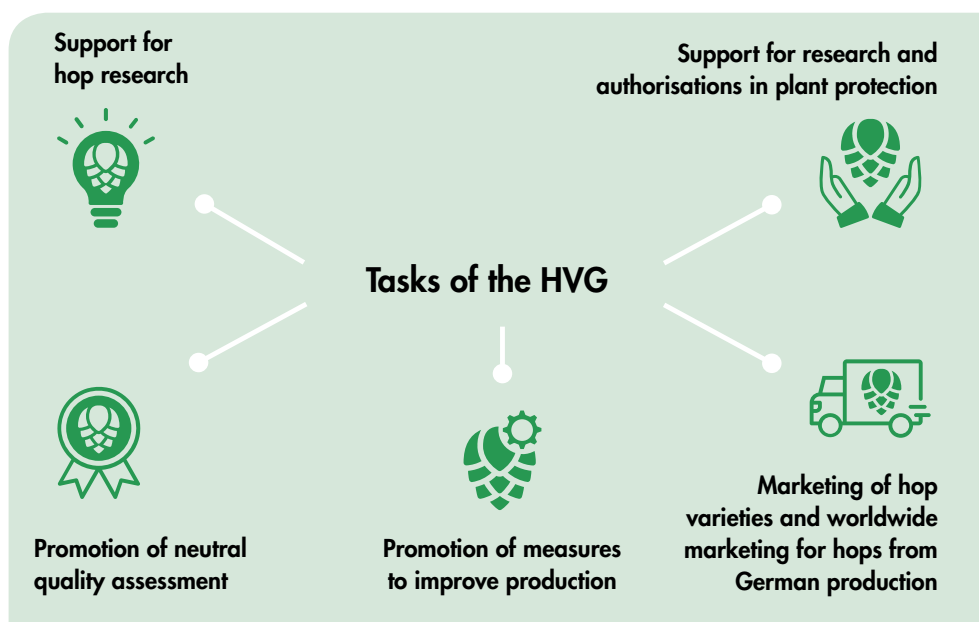 Support for
hop research
Support for research and
authorisations in plant protection
Tasks of the HVG
Promotion of neutral
quality assessment
Promotion of measures
to improve production
Marketing of hop
varieties and worldwide
marketing for hops from
German production